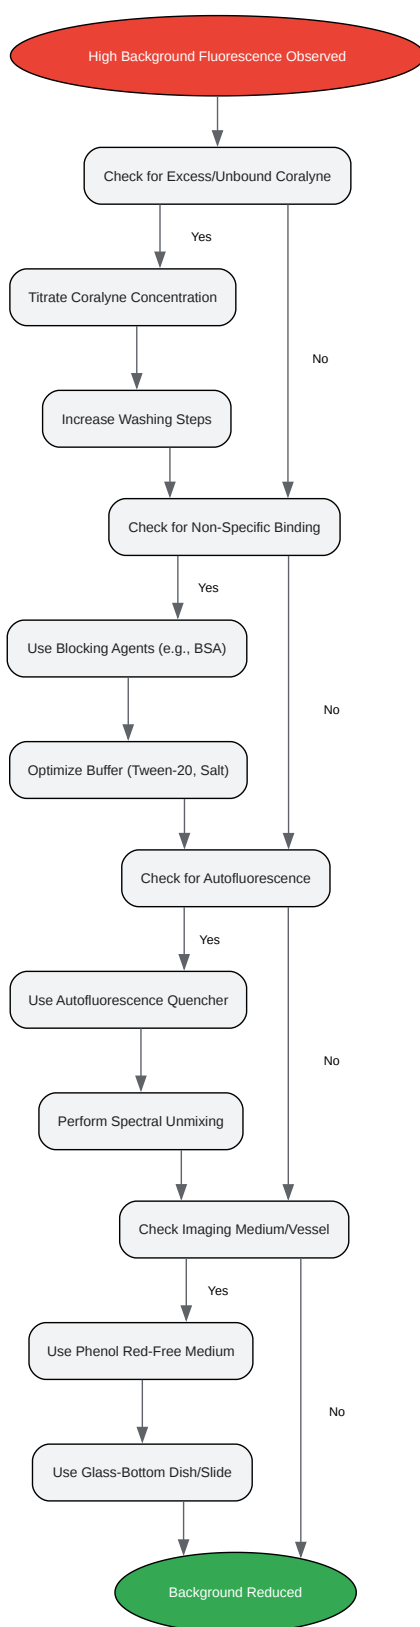 High Background Fluorescence Observed
Check for Excess/Unbound Coralyne
Yes
Titrate Coralyne Concentration
No
Increase Washing Steps
Check for Non-Specific Binding
Yes
Use Blocking Agents (e.g., BSA)
No
Optimize Buffer (Tween-20, Salt)
Check for Autofluorescence
Yes
Use Autofluorescence Quencher
No
Perform Spectral Unmixing
Check Imaging Medium/Vessel
Yes
Use Phenol Red-Free Medium
No
Use Glass-Bottom Dish/Slide
Background Reduced